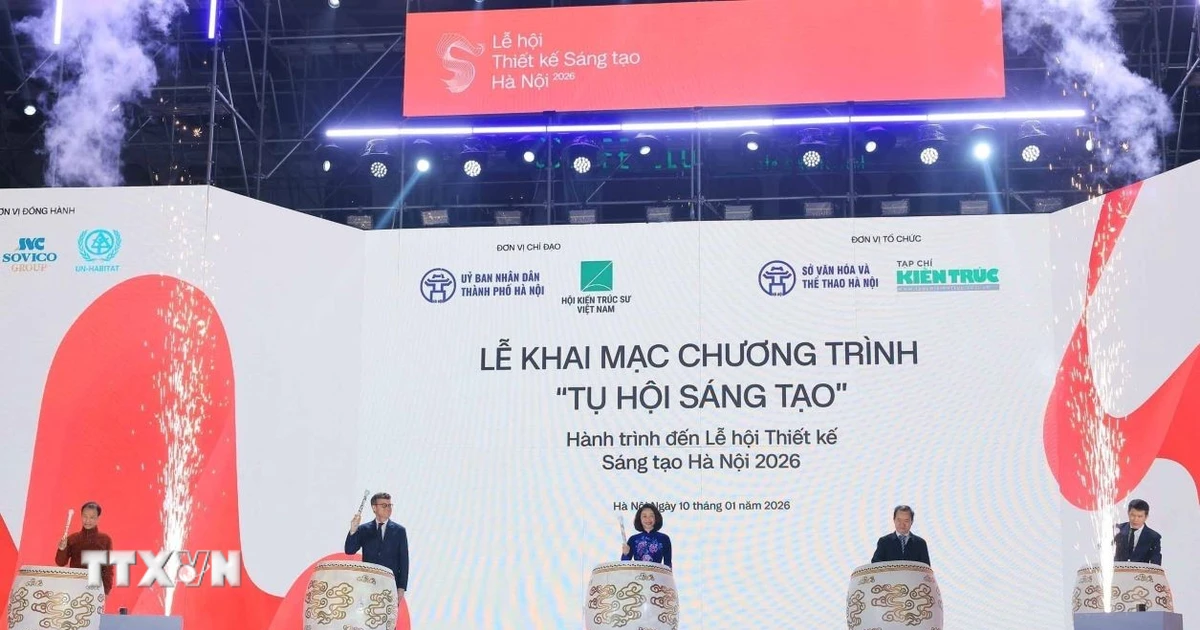 Lễ hội
Thiết kế Sáng tạo
Hà Nội 2026
ĐƠN VỊ ĐỒNG HÀNH
SVC
SOVICO
GROUP
UN-HABITAT
ĐƠN VỊ CHỈ ĐẠO
UỶ BAN NHÂN DÂN
THÀNH PHỐ HÀ NỘI
HỘI KIẾN TRÚC SƯ
VIỆT NAM
ĐƠN VỊ TỔ CHỨC
SỞ VĂN HÓA VÀ
THỂ THAO HÀ NỘI
TẠP CHÍ
KIẾN TRÚC
LỄ KHAI MẠC CHƯƠNG TRÌNH
“TỤ HỘI SÁNG TẠO”
Hành trình đến Lễ hội Thiết kế
Sáng tạo Hà Nội 2026
Hà Nội Ngày 10 tháng 01 năm 2026
TTXVN